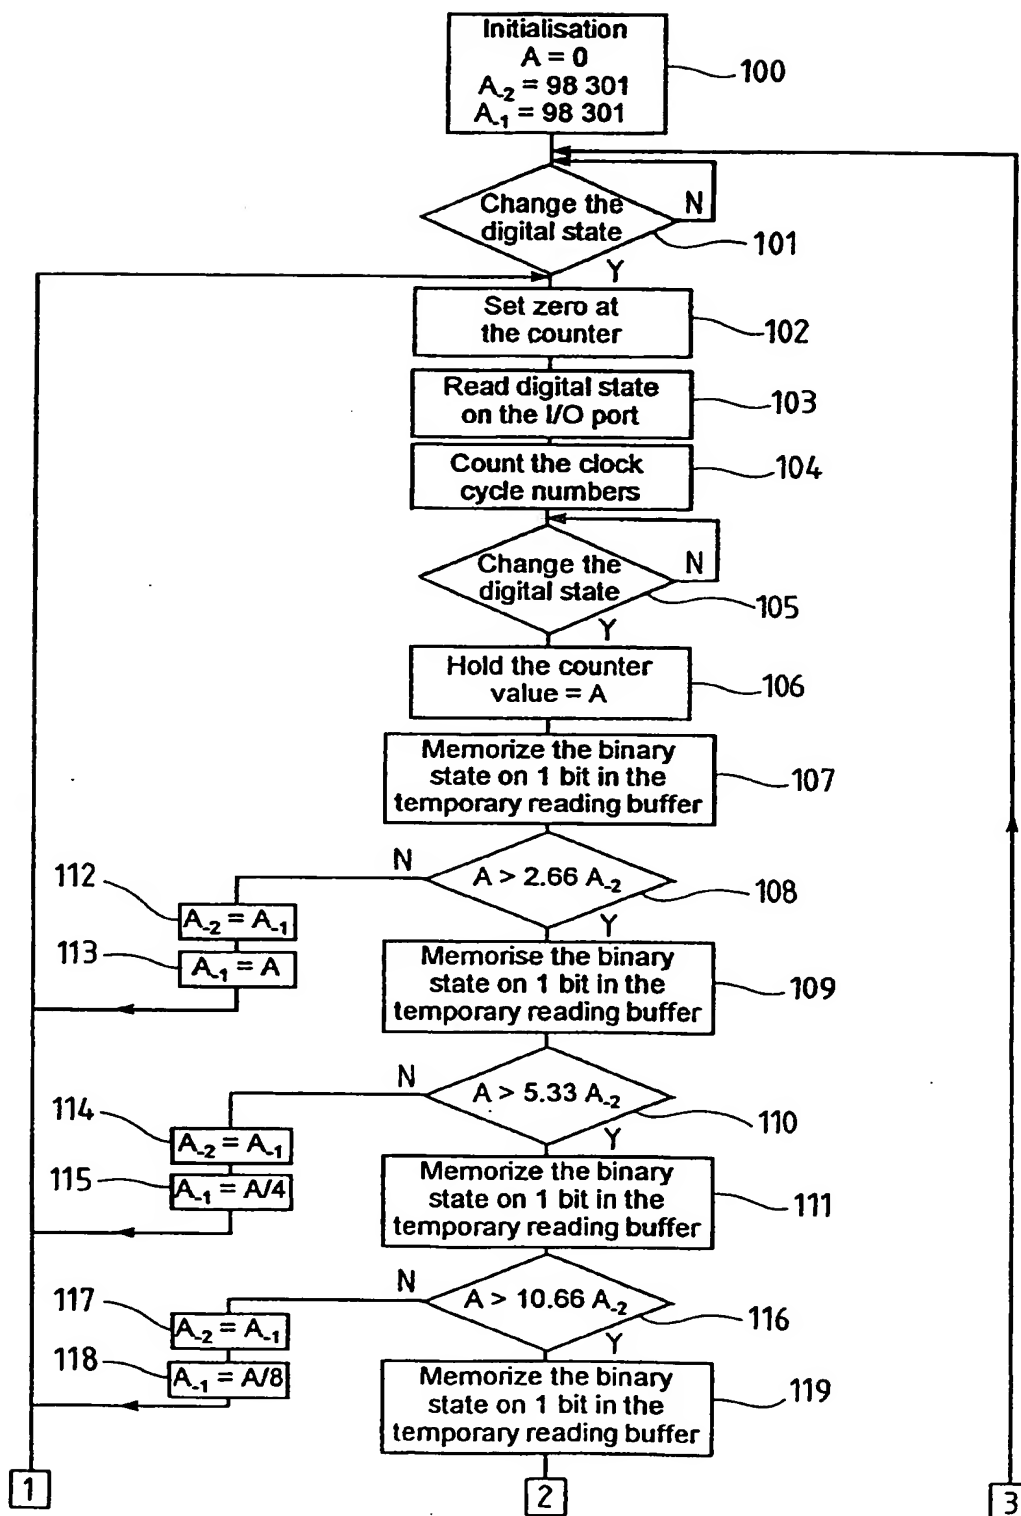 Initialisation
A = 0
A-2 = 98 301
A-1 = 98 301
100
Change the
digital state
N
101
Y
Set zero at
the counter
102
Read digital state
on the I/O port
103
Count the clock
cycle numbers
104
Change the
digital state
N
105
Y
Hold the counter
value = A
106
Memorize the binary
state on 1 bit in the
temporary reading buffer
107
A > 2.66 A-2
N
108
Y
112
A-2 = A-1
113
A-1 = A
Memorise the binary
state on 1 bit in the
temporary reading buffer
109
A > 5.33 A-2
N
110
Y
114
A-2 = A-1
115
A-1 = A/4
Memorize the binary
state on 1 bit in the
temporary reading buffer
111
A > 10.66 A-2
N
116
Y
117
A-2 = A-1
118
A-1 = A/8
Memorize the binary
state on 1 bit in the
temporary reading buffer
119
1
2
3